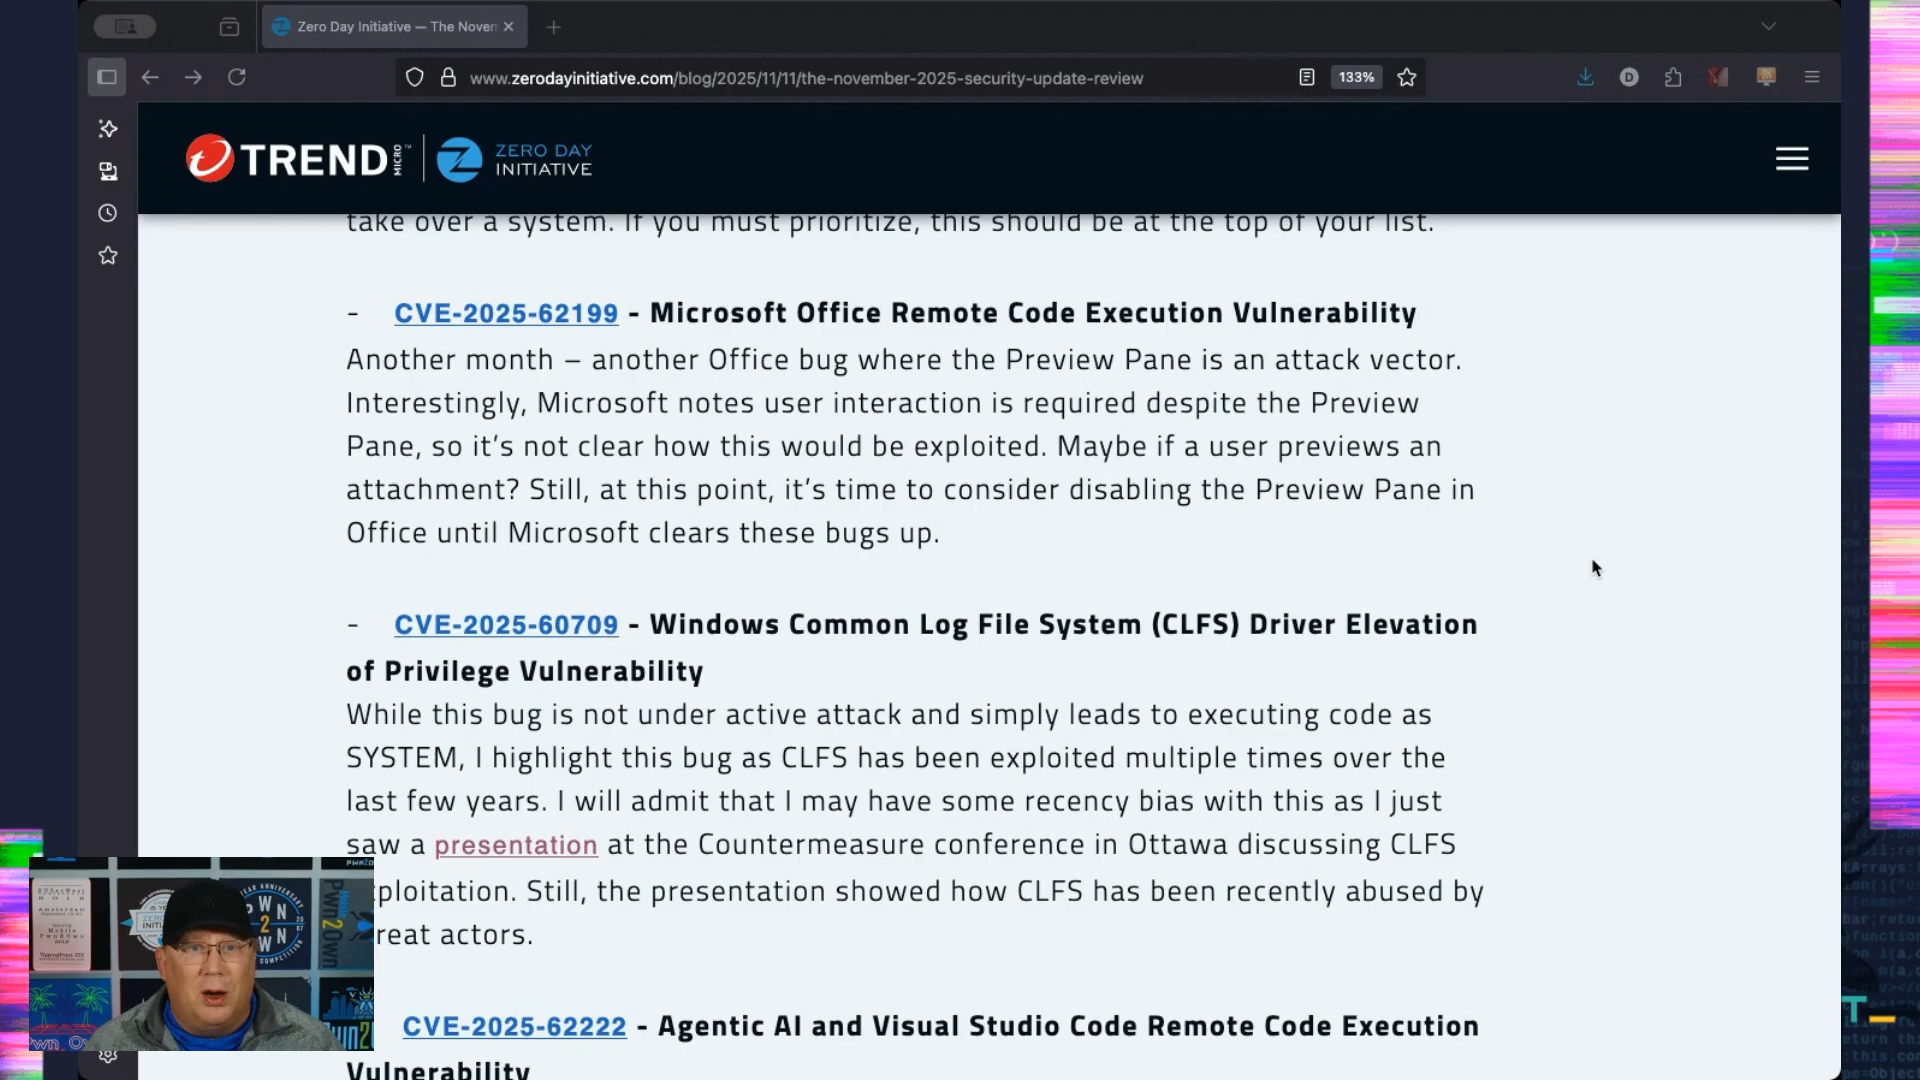 Zero Day Initiative — The Noven
www.zerodayinitiative.com/blog/2025/11/11/the-november-2025-security-update-review
133%
D
TREND MICRO™
ZERO DAY
INITIATIVE
take over a system. If you must prioritize, this should be at the top of your list.
- CVE-2025-62199 - Microsoft Office Remote Code Execution Vulnerability
Another month – another Office bug where the Preview Pane is an attack vector.
Interestingly, Microsoft notes user interaction is required despite the Preview
Pane, so it's not clear how this would be exploited. Maybe if a user previews an
attachment? Still, at this point, it's time to consider disabling the Preview Pane in
Office until Microsoft clears these bugs up.
- CVE-2025-60709 - Windows Common Log File System (CLFS) Driver Elevation
of Privilege Vulnerability
While this bug is not under active attack and simply leads to executing code as
SYSTEM, I highlight this bug as CLFS has been exploited multiple times over the
last few years. I will admit that I may have some recency bias with this as I just
saw a presentation at the Countermeasure conference in Ottawa discussing CLFS
xploitation. Still, the presentation showed how CLFS has been recently abused by
reat actors.
CVE-2025-62222 - Agentic AI and Visual Studio Code Remote Code Execution
Vulnerability
PWN
2
OWN
Pwn2Own
T_